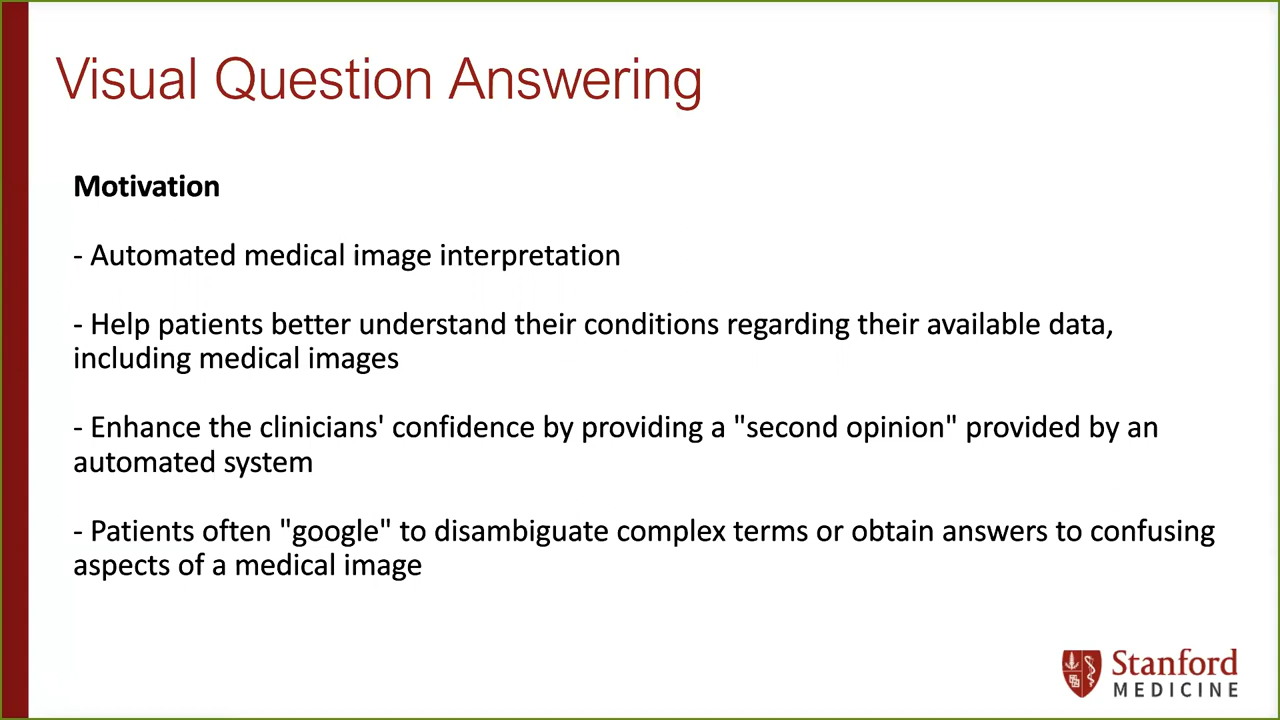 Visual Question Answering
Motivation
- Automated medical image interpretation
- Help patients better understand their conditions regarding their available data,
including medical images
- Enhance the clinicians' confidence by providing a "second opinion" provided by an
automated system
- Patients often "google" to disambiguate complex terms or obtain answers to confusing
aspects of a medical image
Stanford
MEDICINE